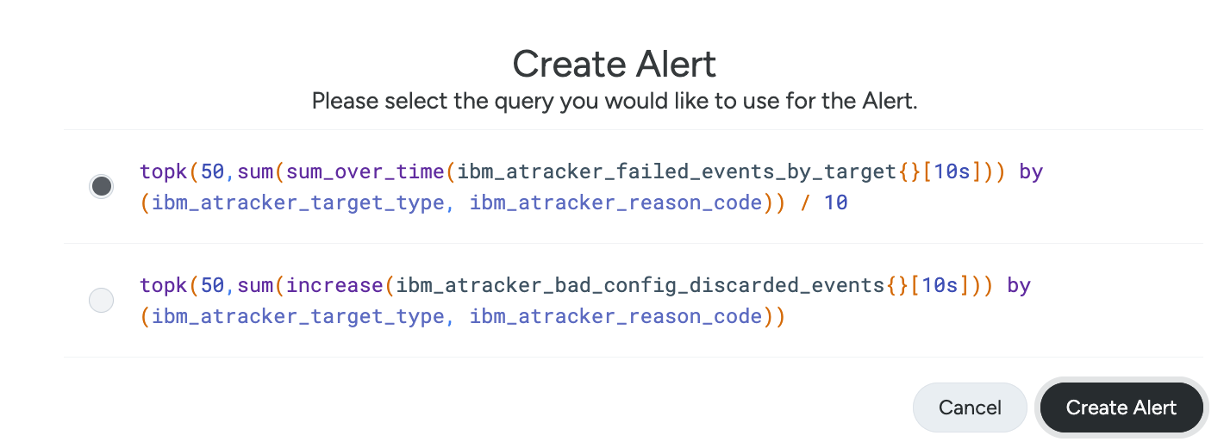 Create Alert
Please select the query you would like to use for the Alert.
topk(50,sum(sum_over_time(ibm_atracker_failed_events_by_target{}[10s])) by
(ibm_atracker_target_type, ibm_atracker_reason_code)) / 10
topk(50,sum(increase(ibm_atracker_bad_config_discarded_events{}[10s])) by
(ibm_atracker_target_type, ibm_atracker_reason_code))
Cancel
Create Alert